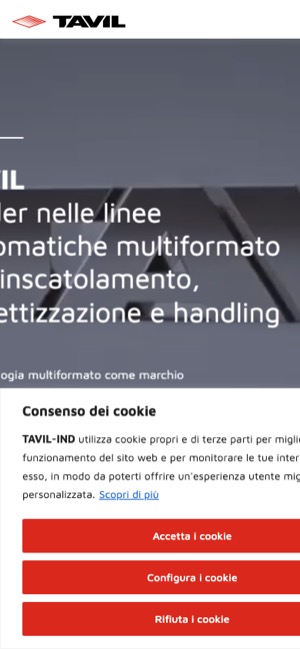 TAVIL
IL
er nelle linee
omatiche multiformato
inscatolamento,
ettizzazione e handling
ogia multiformato come marchio
Consenso dei cookie
TAVIL-IND utilizza cookie propri e di terze parti per miglio
funzionamento del sito web e per monitorare le tue inter
esso, in modo da poterti offrire un'esperienza utente mig
personalizzata. Scopri di più
Accetta i cookie
Configura i cookie
Rifiuta i cookie